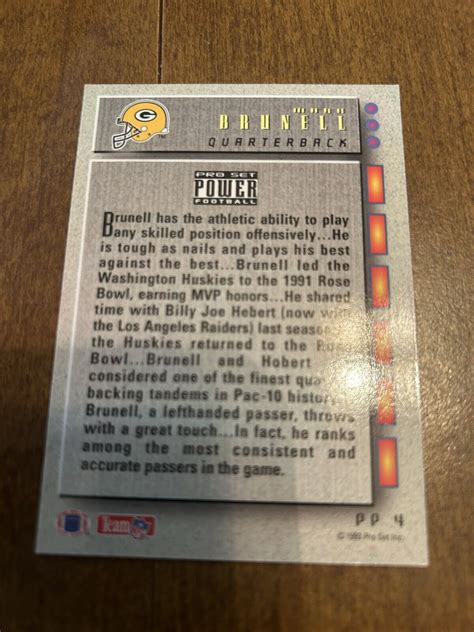 G
TM
MARK
BRUNELL
QUARTERBACK
PRO SET
POWER
FOOTBALL
Brunell has the athletic ability to play
any skilled position offensively...He
is tough as nails and plays his best
against the best...Brunell led the
Washington Huskies to the 1991 Rose
Bowl, earning MVP honors...He shared
time with Billy Joe Hebert (now with
the Los Angeles Raiders) last season
the Huskies returned to the
Bowl...Brunell and Hobert
considered one of the finest
backing tandems in Pac-10 history
Brunell, a lefthanded passer, throws
with a great touch...In fact, he ranks
among the most consistent and
accurate passers in the game.
Team
PP 4
© 1993 Pro Set Inc.